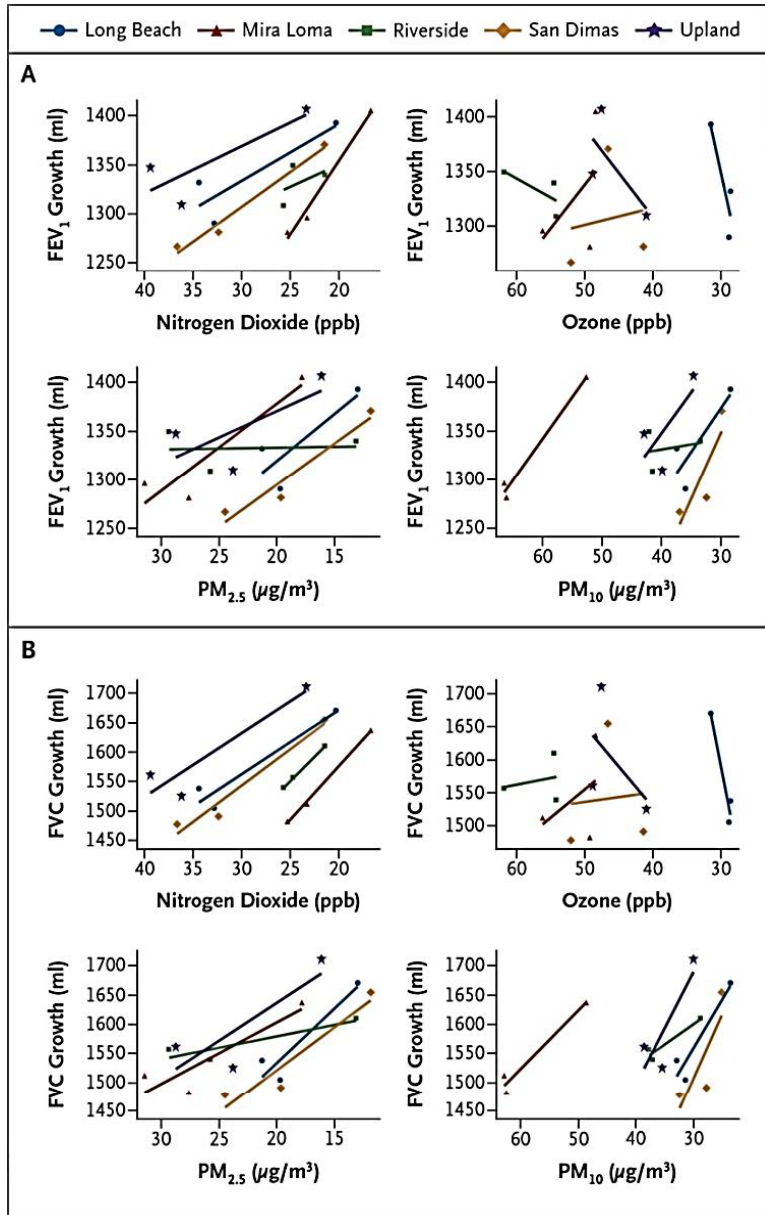 Long Beach Mira Loma Riverside San Dimas Upland
A
FEV₁ Growth (ml)
1400
1350
1300
1250
40 35 30 25 20
Nitrogen Dioxide (ppb)
FEV₁ Growth (ml)
1400
1350
1300
60 50 40 30
Ozone (ppb)
FEV₁ Growth (ml)
1400
1350
1300
1250
30 25 20 15
PM₂.₅ (µg/m³)
FEV₁ Growth (ml)
1400
1350
1300
1250
60 50 40 30
PM₁₀ (µg/m³)
B
FVC Growth (ml)
1700
1650
1600
1550
1500
1450
40 35 30 25 20
Nitrogen Dioxide (ppb)
FVC Growth (ml)
1700
1650
1600
1550
1500
60 50 40 30
Ozone (ppb)
FVC Growth (ml)
1700
1650
1600
1550
1500
1450
30 25 20 15
PM₂.₅ (µg/m³)
FVC Growth (ml)
1700
1650
1600
1550
1500
1450
60 50 40 30
PM₁₀ (µg/m³)